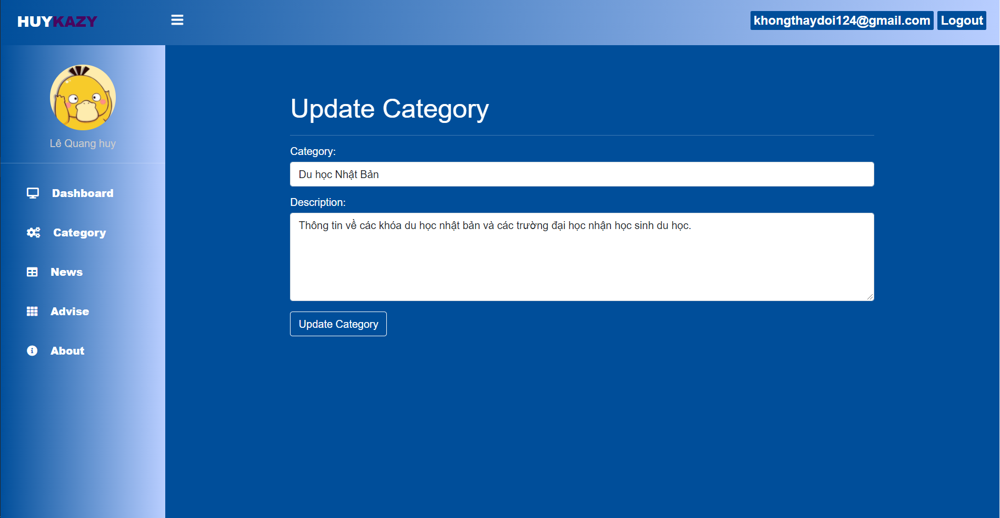 HUYKAZY
khongthaydoi124@gmail.com Logout
Lê Quang huy
Dashboard
Category
News
Advise
About
Update Category
Category:
Du học Nhật Bản
Description:
Thông tin về các khóa du học nhật bản và các trường đại học nhận học sinh du học.
Update Category